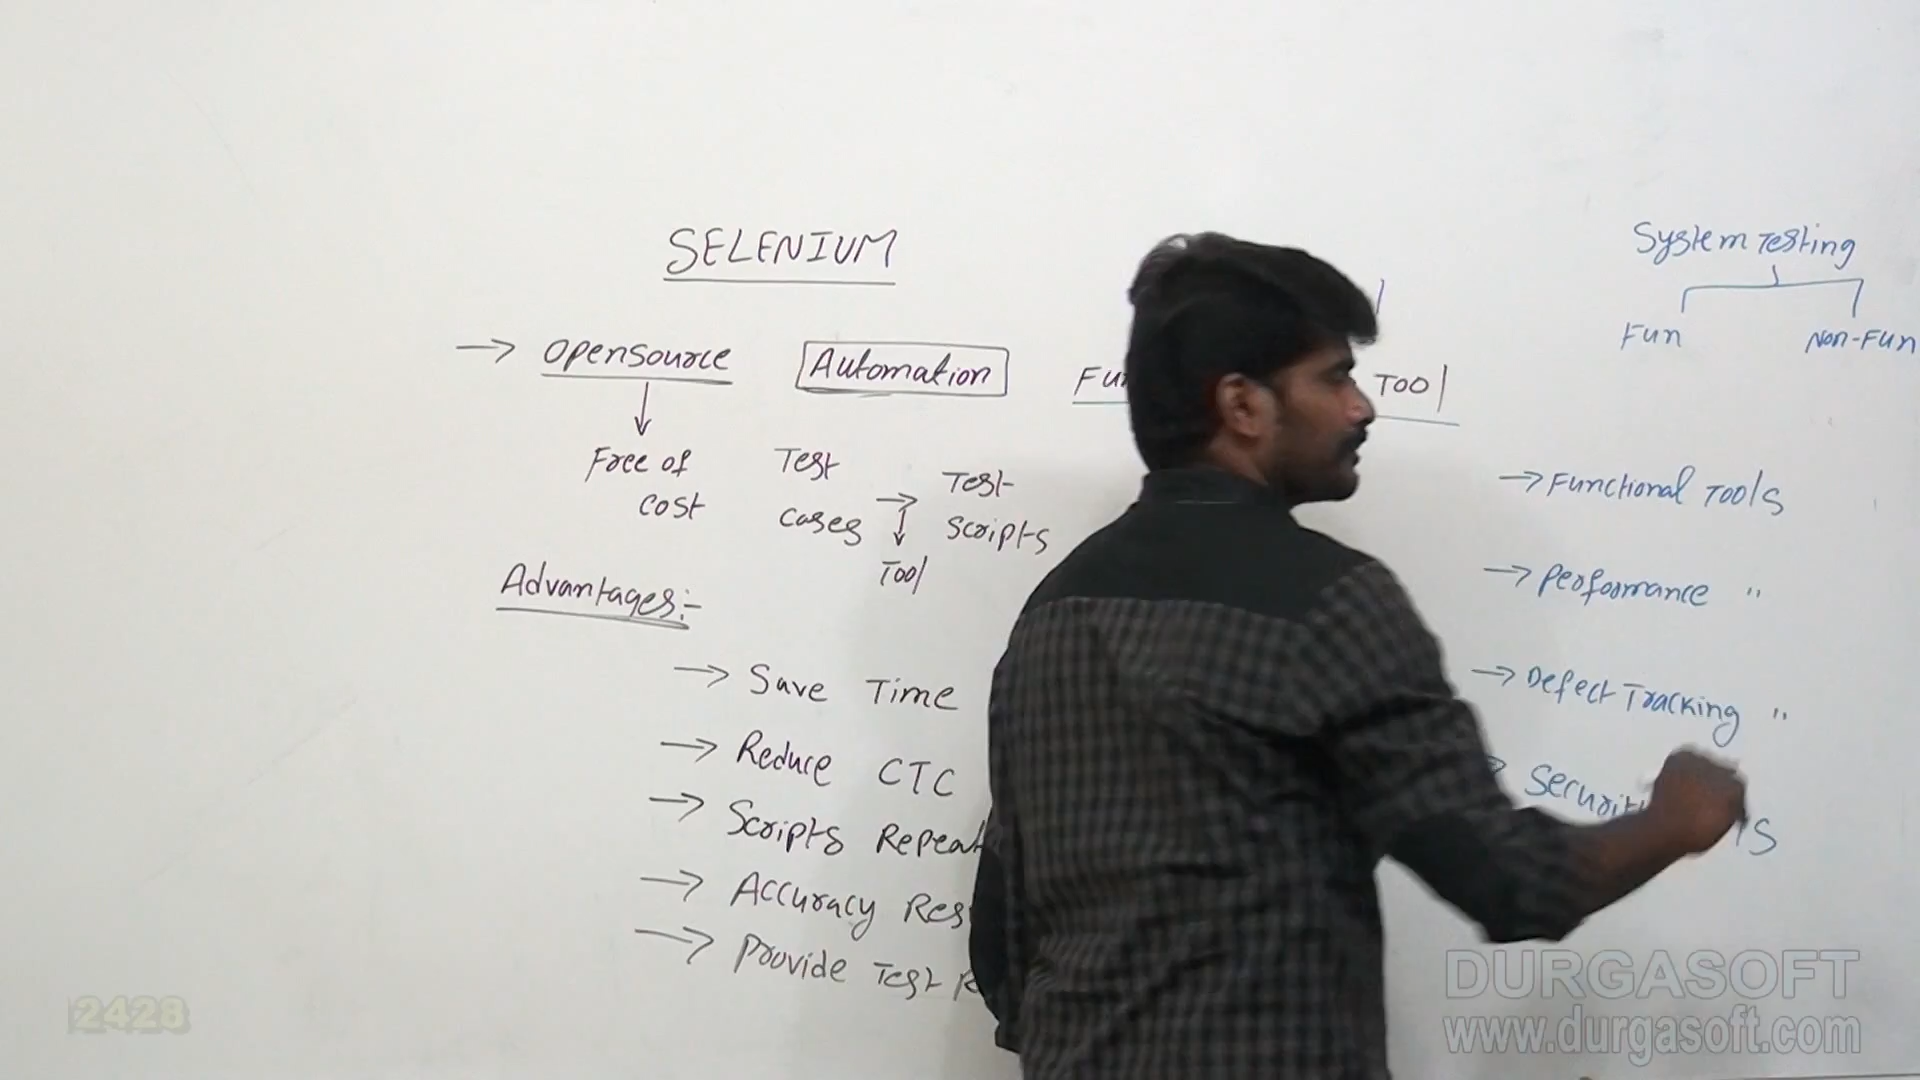 SELENIUM
→ Opensource Automation TOOl
Free of
cost
Test
cases
→ Test
scripts
Tool
Advantages:-
→ Save Time
→ Reduce CTC
→ Scripts
→ Accuracy
→ Provide Test
System Testing
Fun Non-Fun
→ Functional TOOlS
→ Performance "
→ Defect Tracking "
DURGASOFT
www.durgasoft.com
2428